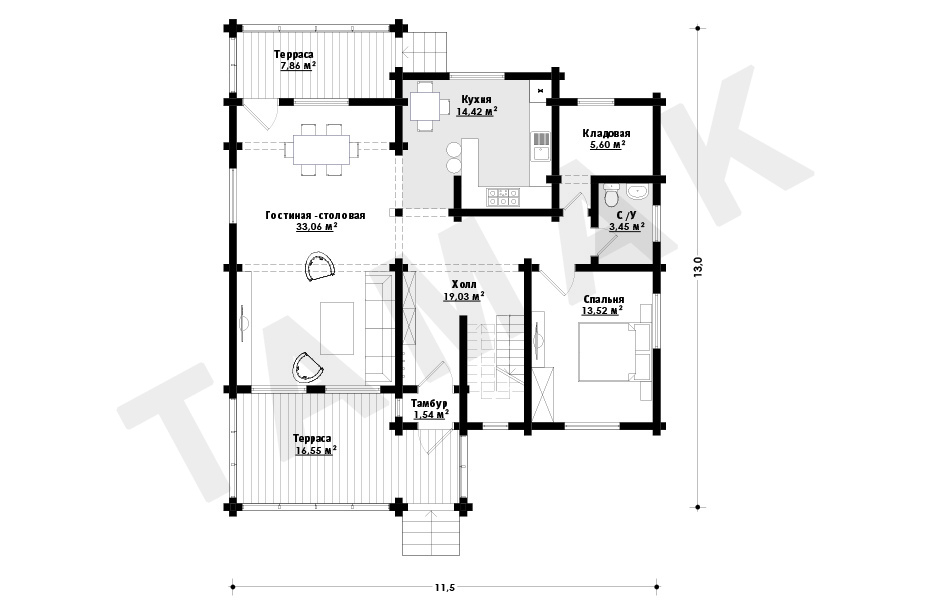 Терраса
7,86 м²
Кухня
14,42 м²
Кладовая
5,60 м²
Гостиная -столовая
33,06 м²
С /У
3,45 м²
13,0
Холл
19,03 м²
Спальня
13,52 м²
Тамбур
1,54 м²
Терраса
16,55 м²
11,5
ТАМАК